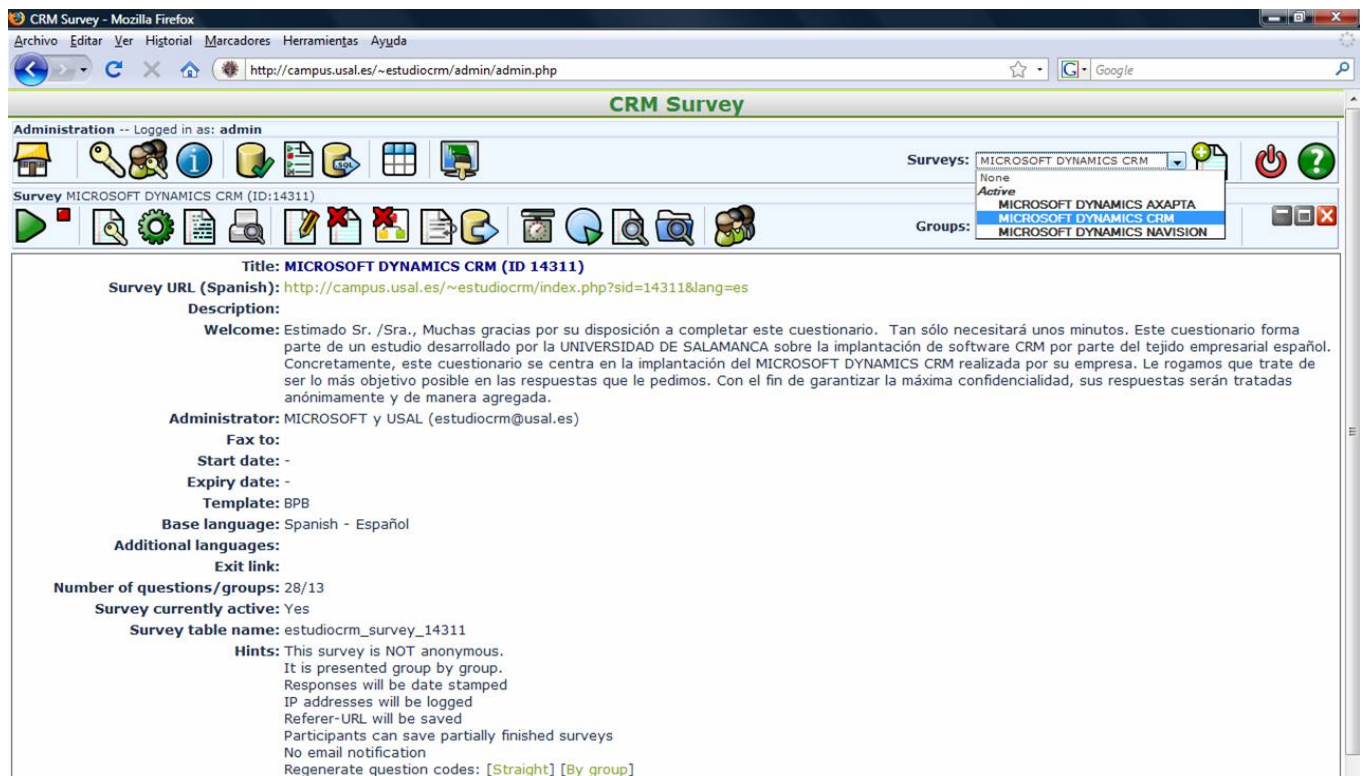 CRM Survey - Mozilla Firefox
Archivo Editar Ver Historial Marcadores Herramientas Ayuda
http://campus.usal.es/~estudiocrm/admin/admin.php
G Google
CRM Survey
Administration -- Logged in as: admin
SQL
Surveys: MICROSOFT DYNAMICS CRM
None
Active
MICROSOFT DYNAMICS AXAPTA
MICROSOFT DYNAMICS CRM
MICROSOFT DYNAMICS NAVISION
Survey MICROSOFT DYNAMICS CRM (ID:14311)
Groups:
Title: MICROSOFT DYNAMICS CRM (ID 14311)
Survey URL (Spanish): http://campus.usal.es/~estudiocrm/index.php?sid=14311&lang=es
Description:
Welcome: Estimado Sr. /Sra., Muchas gracias por su disposición a completar este cuestionario. Tan sólo necesitará unos minutos. Este cuestionario forma
parte de un estudio desarrollado por la UNIVERSIDAD DE SALAMANCA sobre la implantación de software CRM por parte del tejido empresarial español.
Concretamente, este cuestionario se centra en la implantación del MICROSOFT DYNAMICS CRM realizada por su empresa. Le rogamos que trate de
ser lo más objetivo posible en las respuestas que le pedimos. Con el fin de garantizar la máxima confidencialidad, sus respuestas serán tratadas
anónimamente y de manera agregada.
Administrator: MICROSOFT y USAL (estudiocrm@usal.es)
Fax to:
Start date: -
Expiry date: -
Template: BPB
Base language: Spanish - Español
Additional languages:
Exit link:
Number of questions/groups: 28/13
Survey currently active: Yes
Survey table name: estudiocrm_survey_14311
Hints: This survey is NOT anonymous.
It is presented group by group.
Responses will be date stamped
IP addresses will be logged
Referer-URL will be saved
Participants can save partially finished surveys
No email notification
Regenerate question codes: [Straight] [By group]